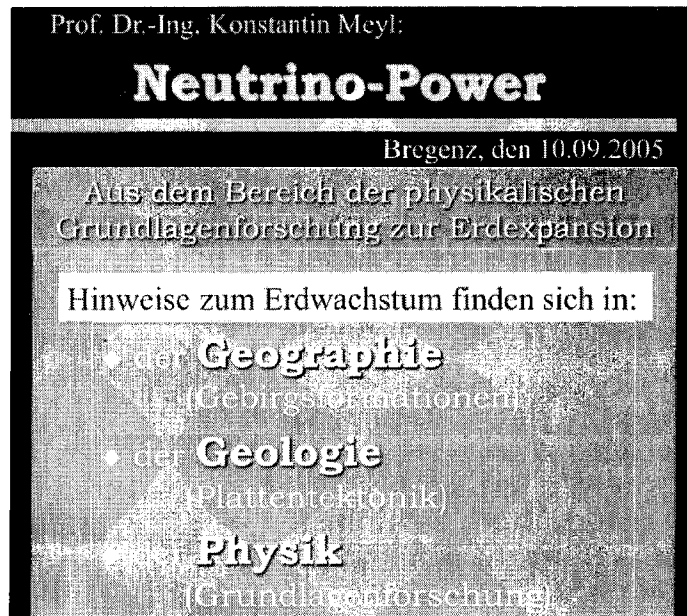 Prof. Dr.-Ing. Konstantin Meyl:
Neutrino-Power
Bregenz, den 10.09.2005
Aus dem Bereich der physikalischen
Grundlagenforschung zur Erdexpansion
Hinweise zum Erdwachstum finden sich in:
• der Geographie
(Gebirgsformationen)
• der Geologie
(Plattentektonik)
Physik
(Grundlagenforschung)